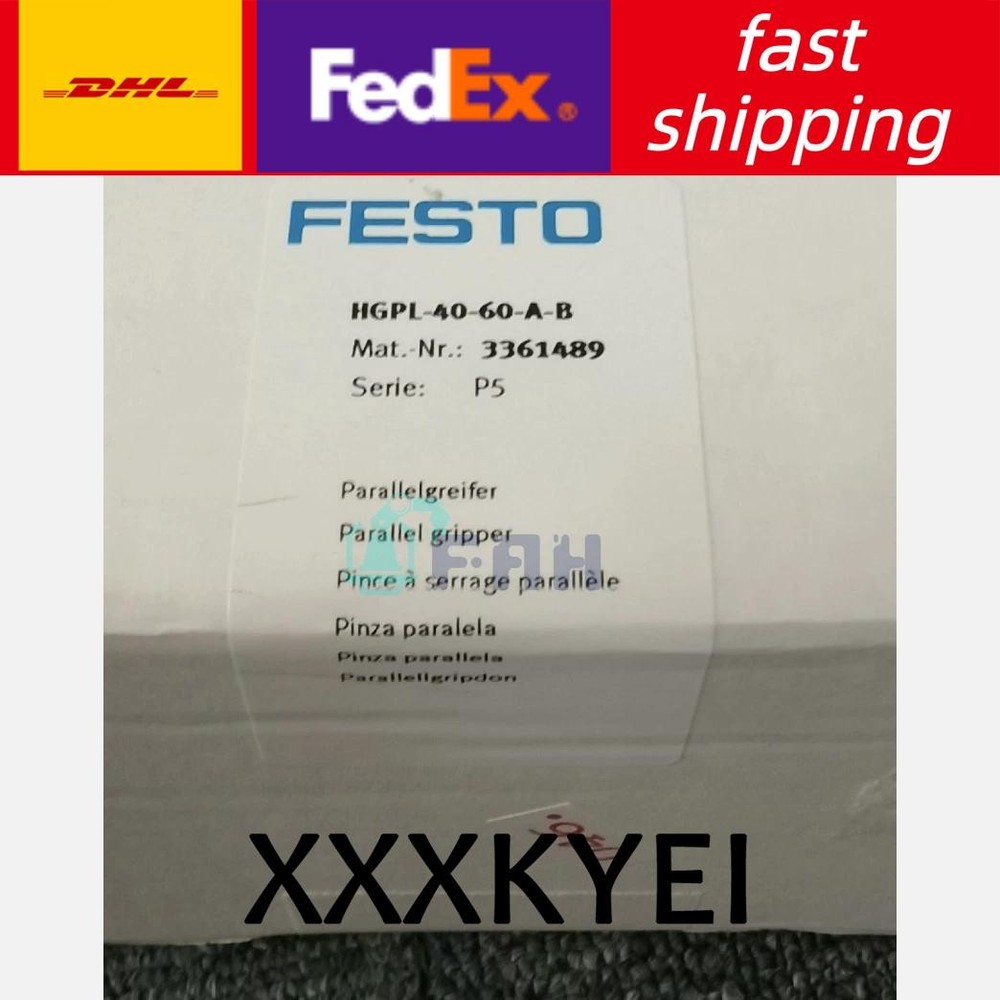 DHL
FedEx®
fast
shipping
FESTO
HGPL-40-60-A-B
Mat.-Nr.: 3361489
Serie: P5
Parallelgreifer
Parallel gripper
F-AH
Pince à serrage parallèle
Pinza paralela
Pinza parallela
Parallellgripdon
XXXKYEI